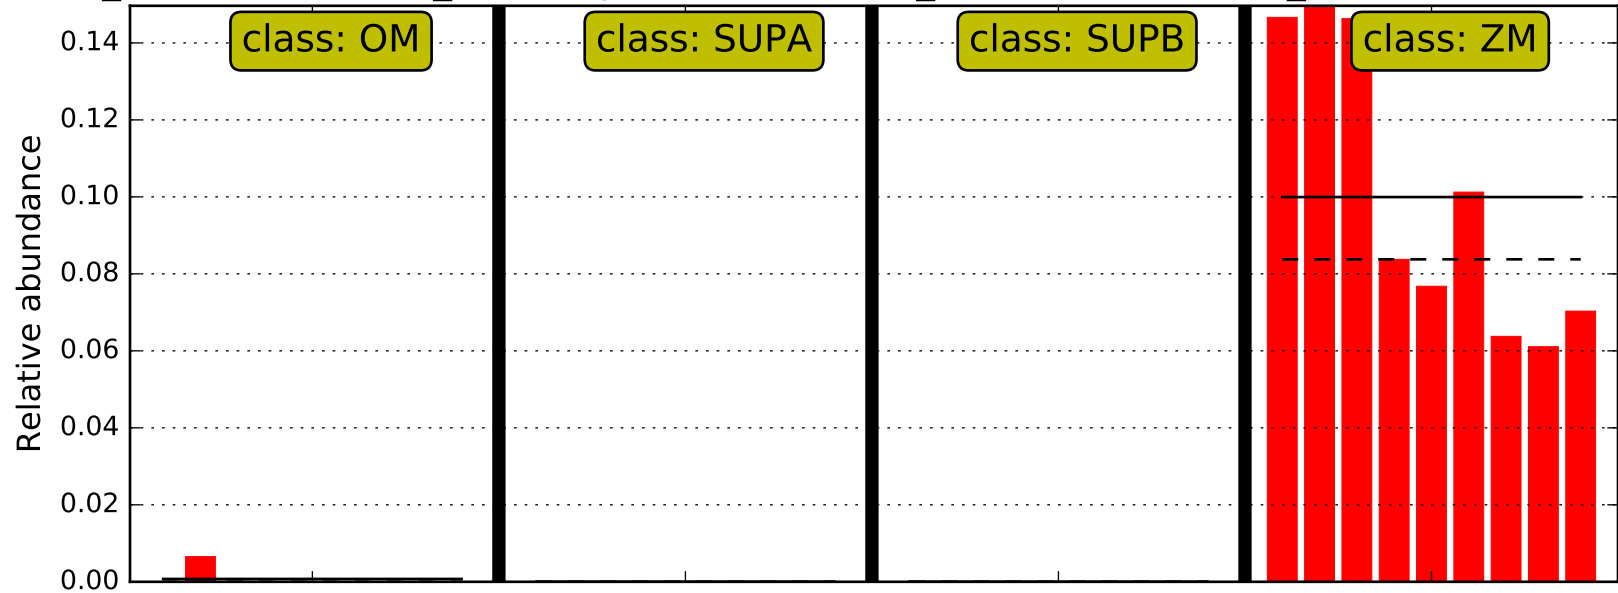 class: OM
class: SUPA
class: SUPB
class: ZM
Relative abundance
0.14
0.12
0.10
0.08
0.06
0.04
0.02
0.00